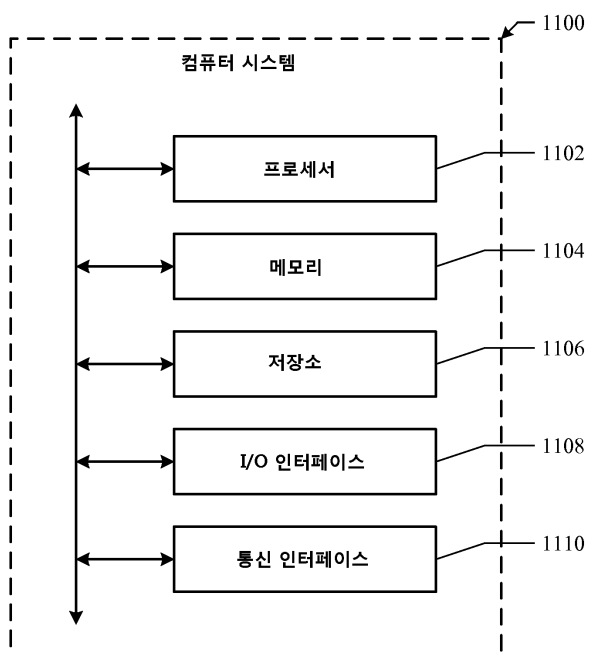 1100
컴퓨터 시스템
프로세서
1102
메모리
1104
저장소
1106
I/O 인터페이스
1108
통신 인터페이스
1110